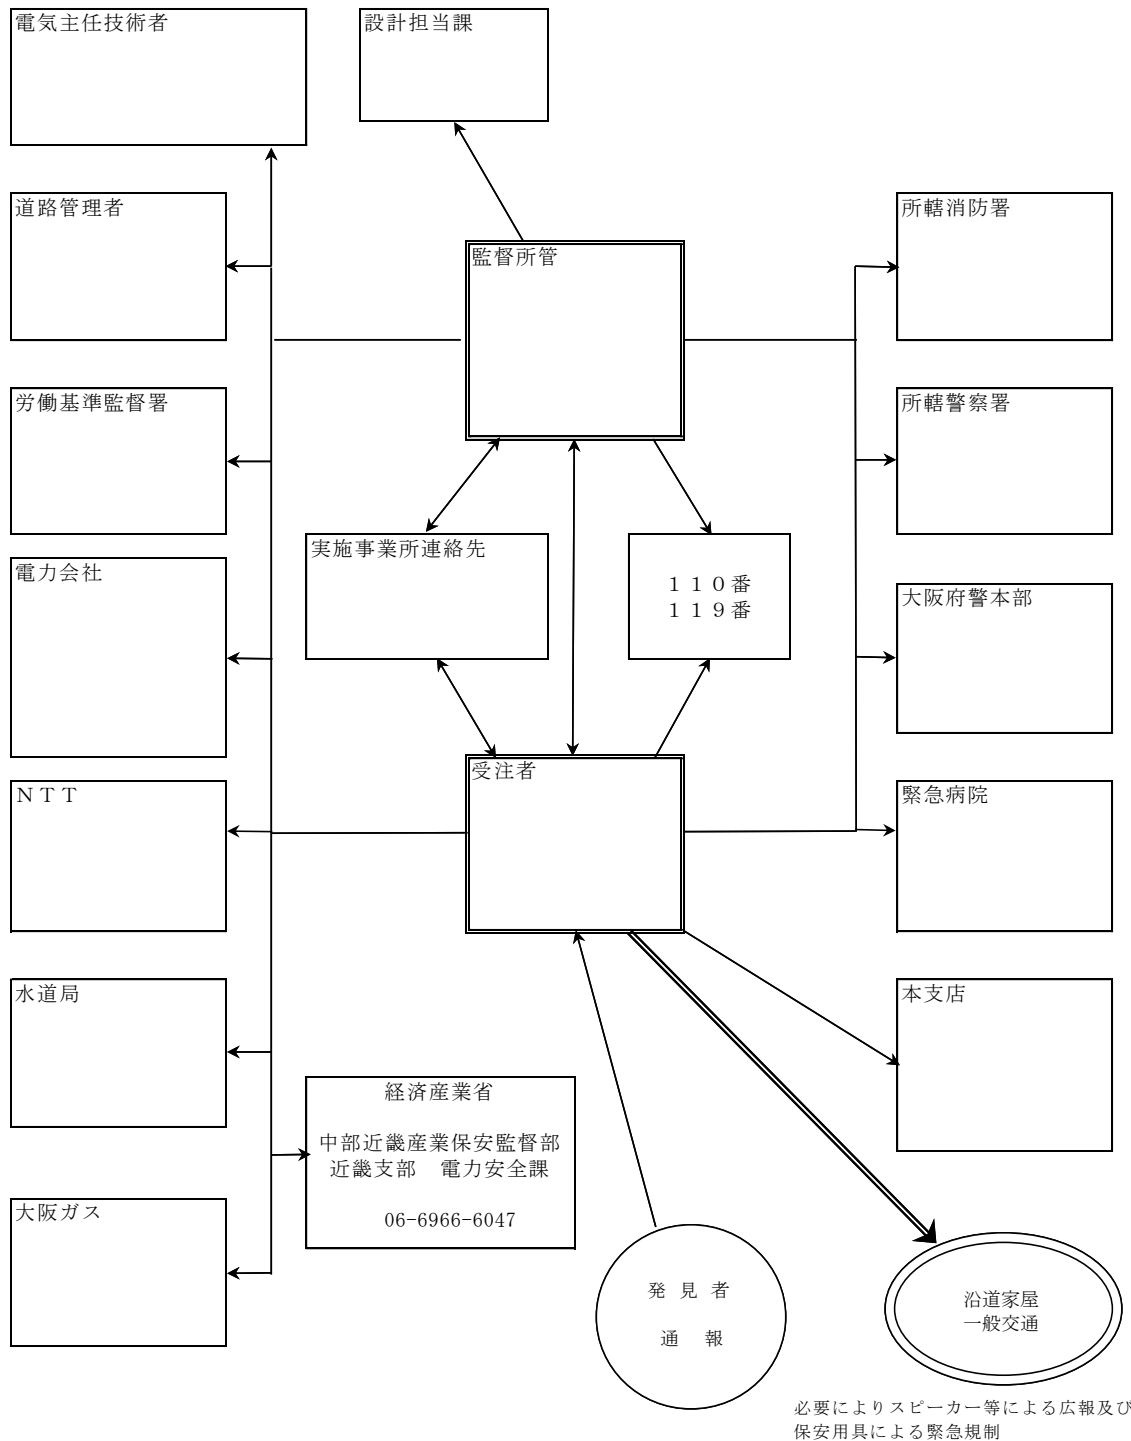 電気主任技術者
設計担当課
道路管理者
監督所管
所轄消防署
労働基準監督署
所轄警察署
実施事業所連絡先
１１０番
１１９番
電力会社
大阪府警本部
ＮＴＴ
受注者
緊急病院
水道局
本支店
経済産業省
中部近畿産業保安監督部
近畿支部　電力安全課
06-6966-6047
大阪ガス
発 見 者
通　報
沿道家屋
一般交通
必要によりスピーカー等による広報及び
保安用具による緊急規制